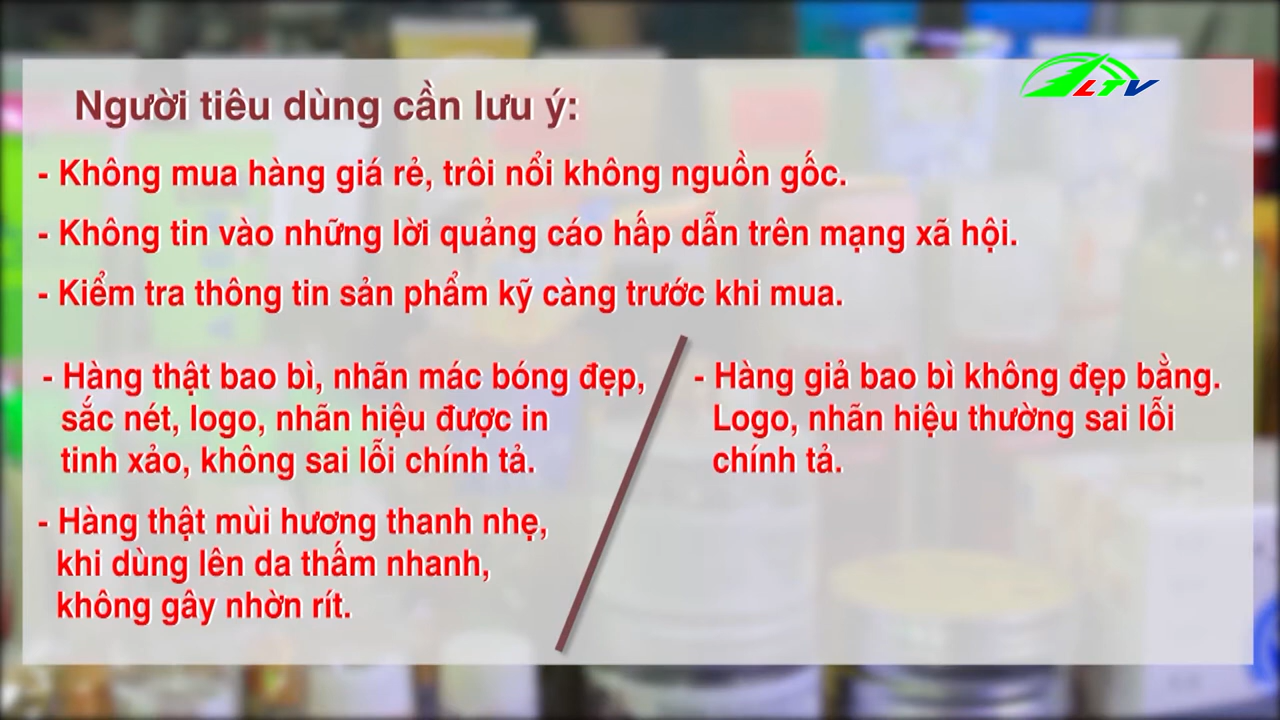 LTV
Người tiêu dùng cần lưu ý:
- Không mua hàng giá rẻ, trôi nổi không nguồn gốc.
- Không tin vào những lời quảng cáo hấp dẫn trên mạng xã hội.
- Kiểm tra thông tin sản phẩm kỹ càng trước khi mua.
- Hàng thật bao bì, nhãn mác bóng đẹp,
sắc nét, logo, nhãn hiệu được in
tinh xảo, không sai lỗi chính tả.
- Hàng thật mùi hương thanh nhẹ,
khi dùng lên da thấm nhanh,
không gây nhờn rít.
- Hàng giả bao bì không đẹp bằng.
Logo, nhãn hiệu thường sai lỗi
chính tả.